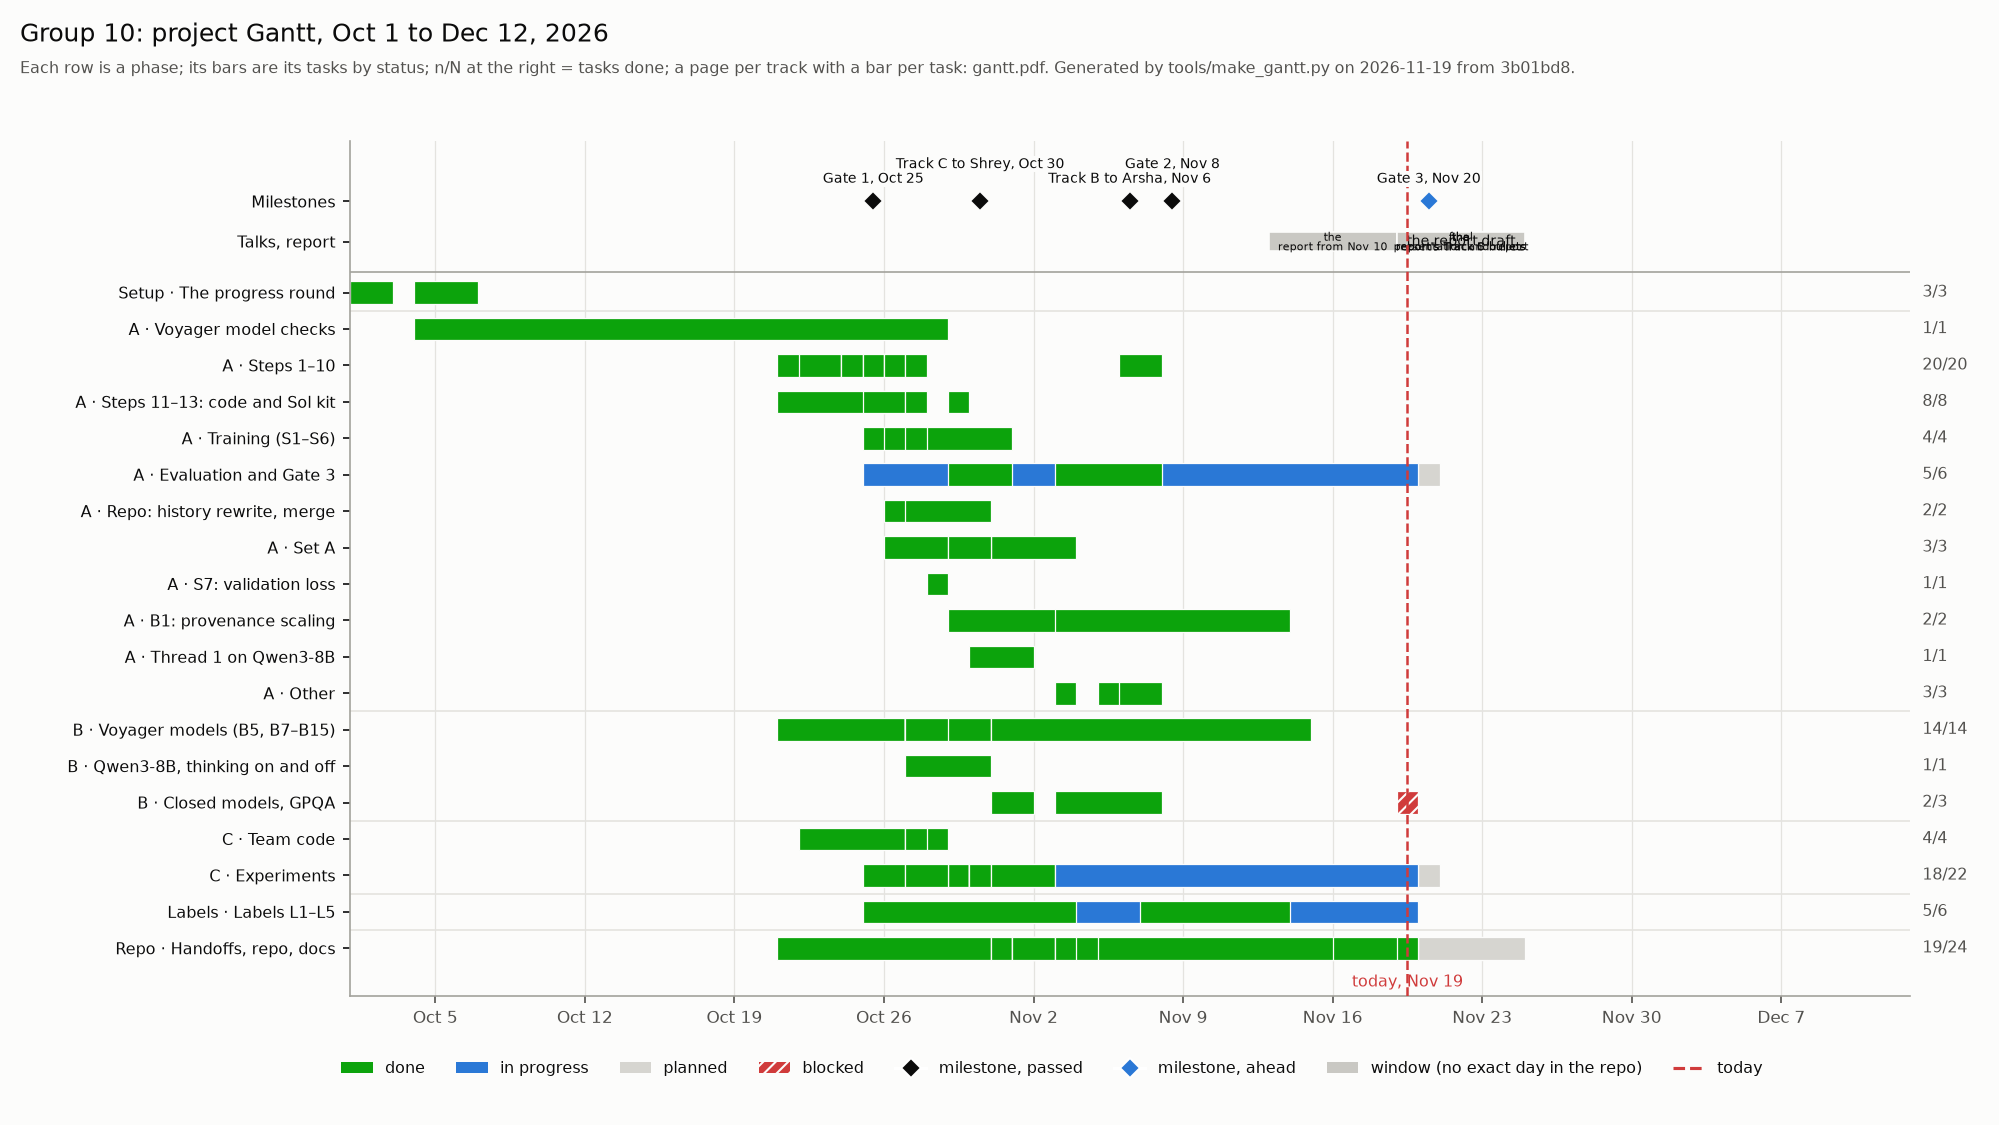 Group 10: project Gantt, Oct 1 to Dec 12, 2026
Each row is a phase; its bars are its tasks by status; n/N at the right = tasks done; a page per track with a bar per task: gantt.pdf. Generated by tools/make_gantt.py on 2026-11-19 from 3b01bd8.
Track C to Shrey, Oct 30
Gate 2, Nov 8
Gate 1, Oct 25
Track B to Arsha, Nov 6
Gate 3, Nov 20
Milestones
Talks, report
the
report from Nov 10
the report draft
Setup · The progress round 3/3
A · Voyager model checks 1/1
A · Steps 1–10 20/20
A · Steps 11–13: code and Sol kit 8/8
A · Training (S1–S6) 4/4
A · Evaluation and Gate 3 5/6
A · Repo: history rewrite, merge 2/2
A · Set A 3/3
A · S7: validation loss 1/1
A · B1: provenance scaling 2/2
A · Thread 1 on Qwen3-8B 1/1
A · Other 3/3
B · Voyager models (B5, B7–B15) 14/14
B · Qwen3-8B, thinking on and off 1/1
B · Closed models, GPQA 2/3
C · Team code 4/4
C · Experiments 18/22
Labels · Labels L1–L5 5/6
Repo · Handoffs, repo, docs 19/24
today, Nov 19
Oct 5 Oct 12 Oct 19 Oct 26 Nov 2 Nov 9 Nov 16 Nov 23 Nov 30 Dec 7
done in progress planned blocked milestone, passed milestone, ahead window (no exact day in the repo) today